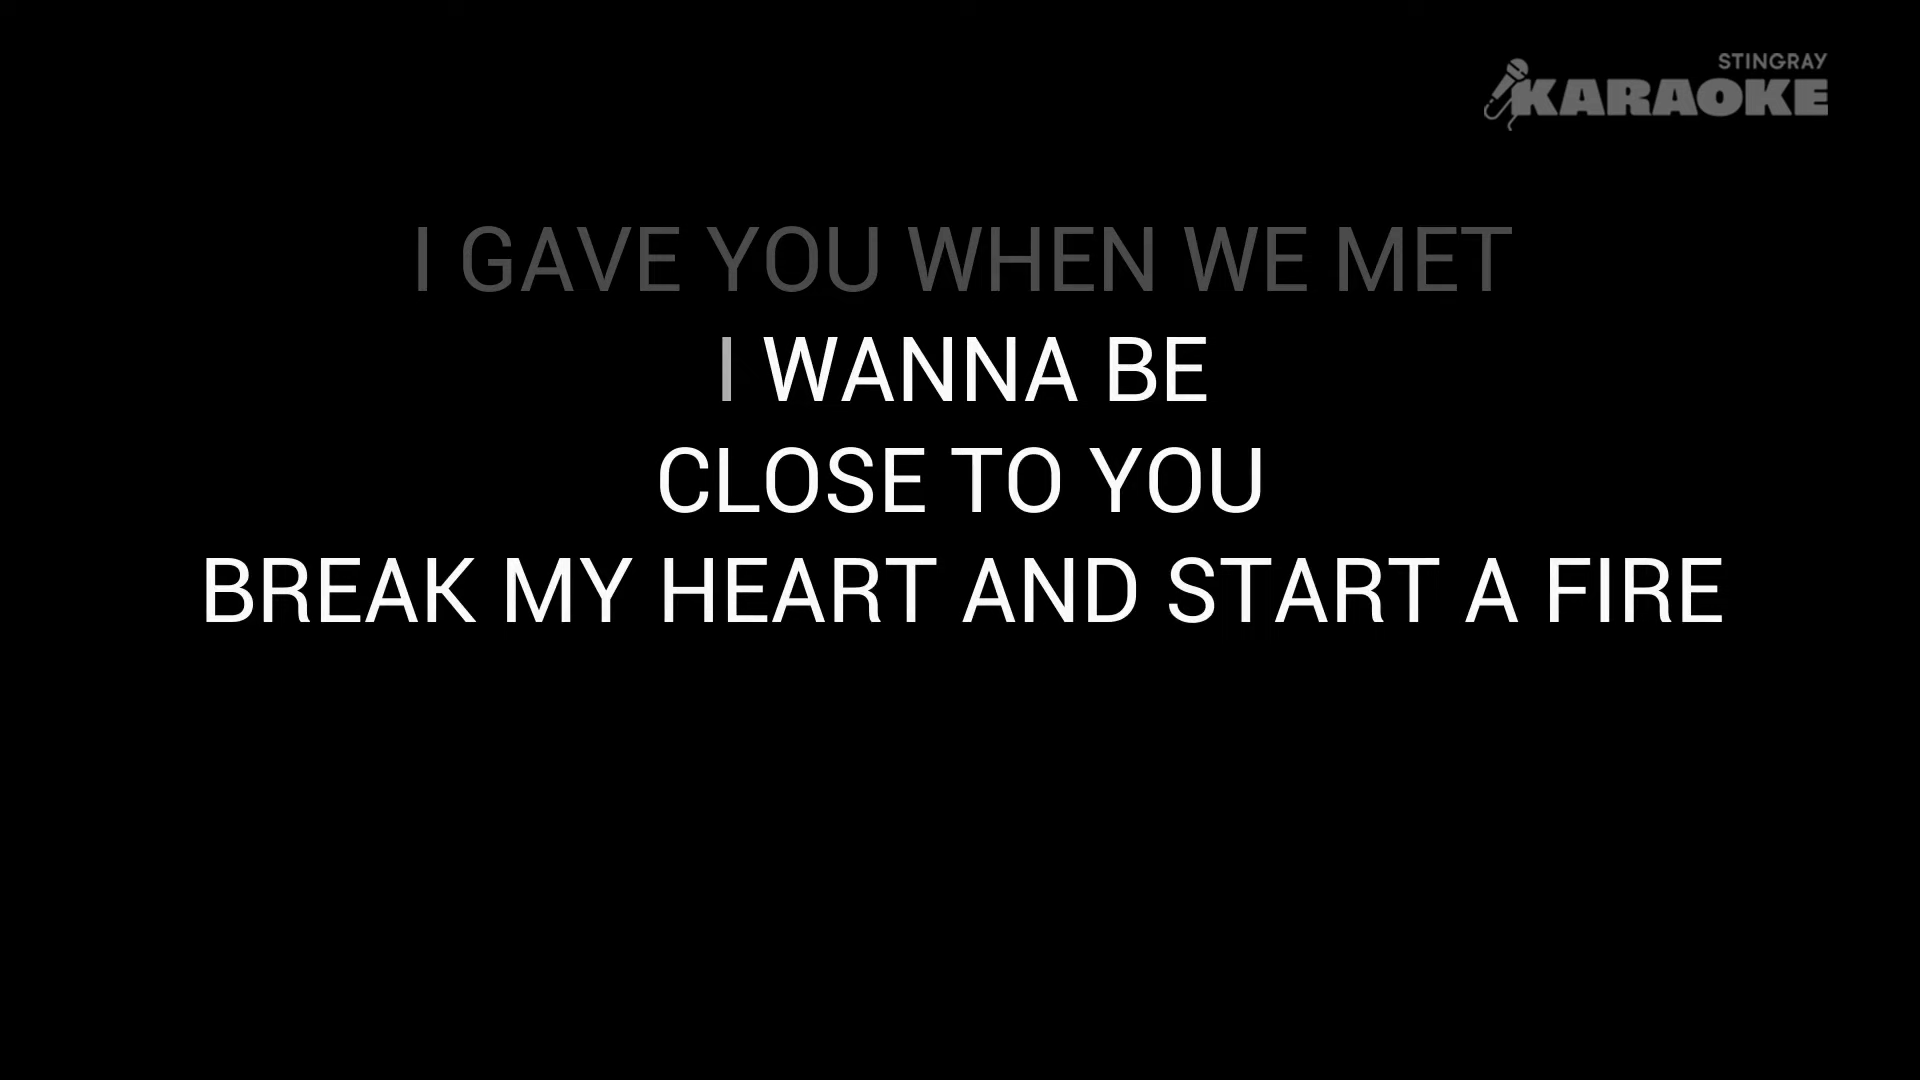 STINGRAY
KARAOKE
I GAVE YOU WHEN WE MET
I WANNA BE
CLOSE TO YOU
BREAK MY HEART AND START A FIRE